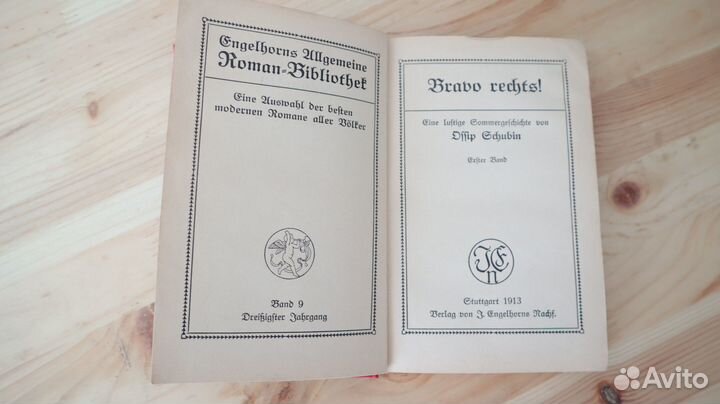 Engelhorns Allgemeine
Roman-Bibliothek
Eine Auswahl der besten
modernen Romane aller Völker
Band 9
Dreißigster Jahrgang
Bravo rechts!
Eine lustige Sommergeschichte von
Ossip Schubin
Erster Band
JE
n
Stuttgart 1913
Verlag von J. Engelhorns Nachf.
Avito